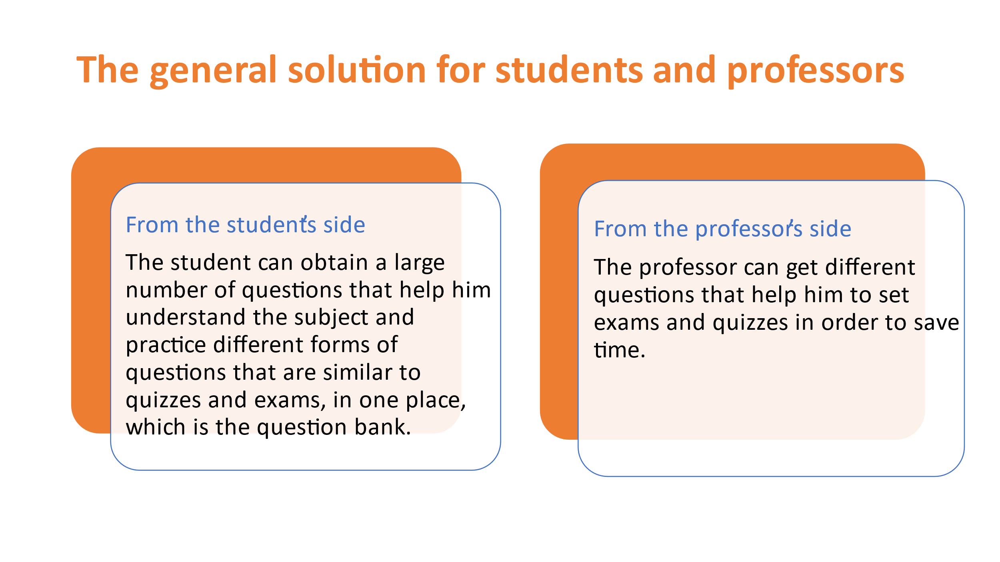 The general solution for students and professors
From the student's side
The student can obtain a large
number of questions that help him
understand the subject and
practice different forms of
questions that are similar to
quizzes and exams, in one place,
which is the question bank.
From the professor's side
The professor can get different
questions that help him to set
exams and quizzes in order to save
time.